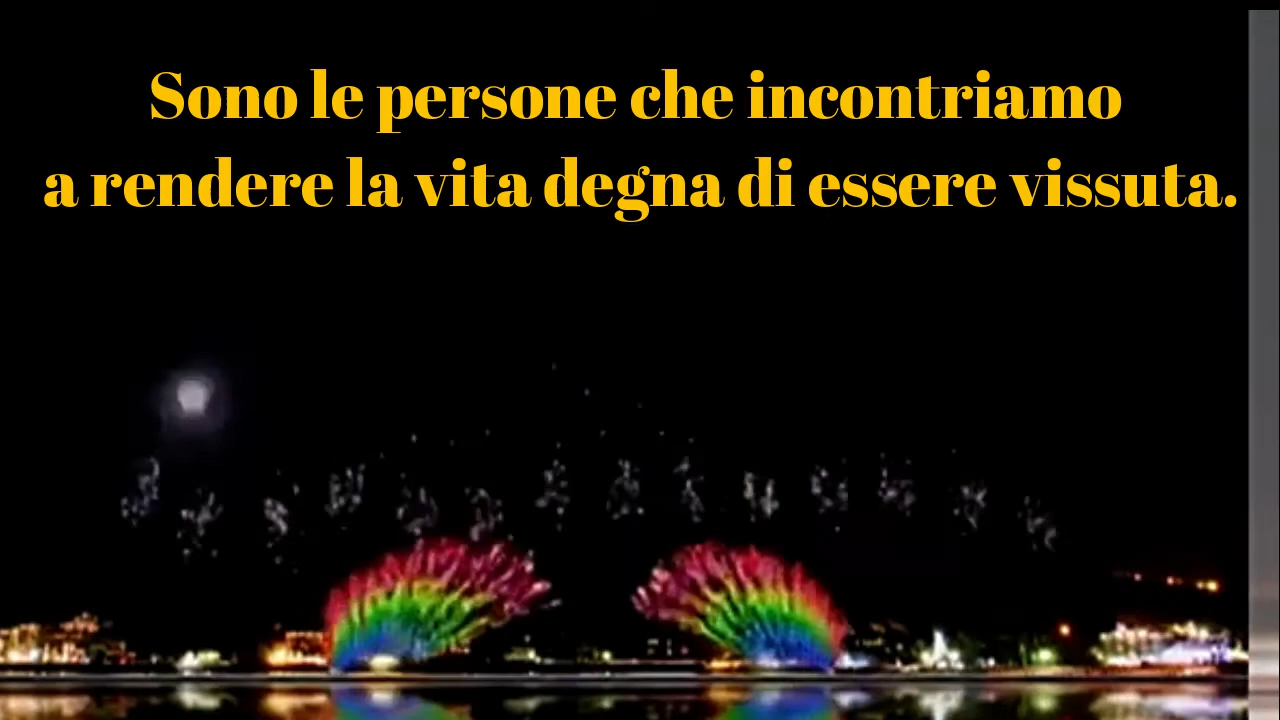 Sono le persone che incontriamo
a rendere la vita degna di essere vissuta.